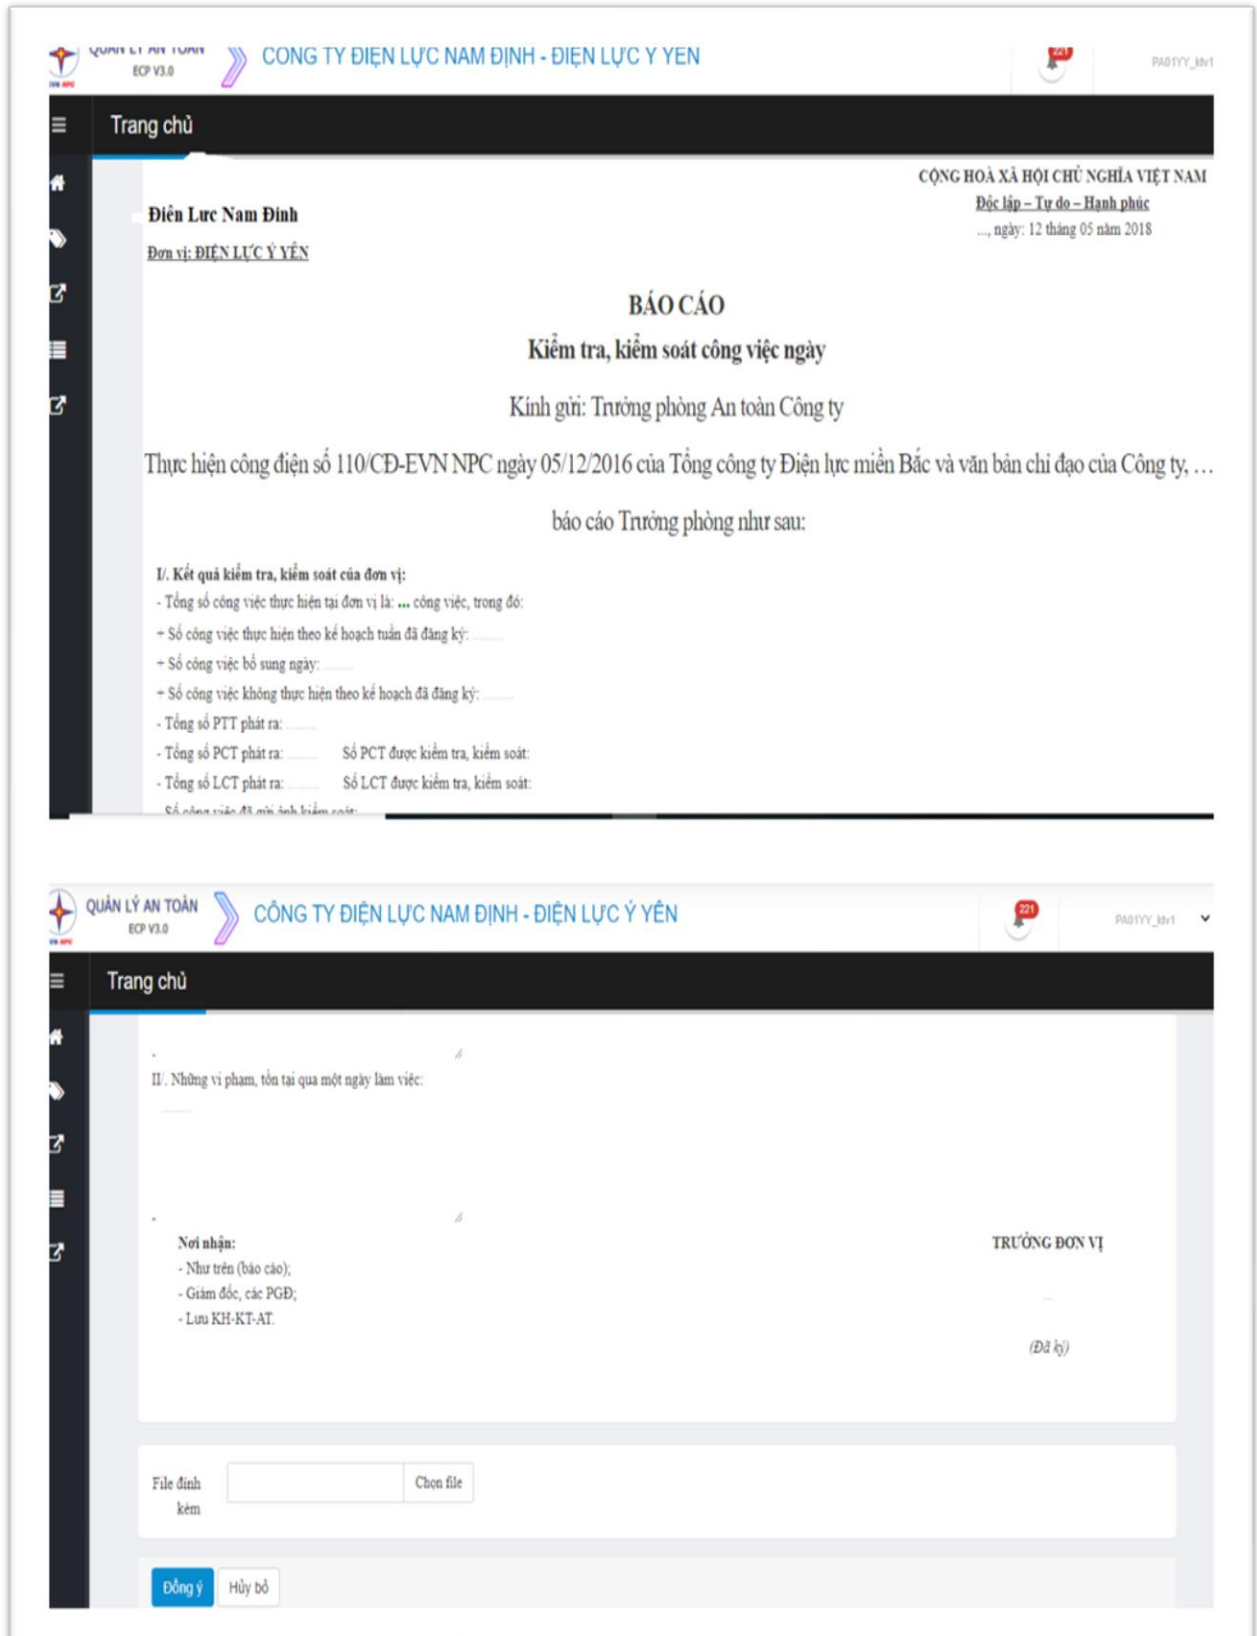 QUẢN LÝ AN TOÀN
ECP V3.0
CÔNG TY ĐIỆN LỰC NAM ĐỊNH - ĐIỆN LỰC Ý YÊN
221
PA01YY_ktv1
Trang chủ
CỘNG HOÀ XÃ HỘI CHỦ NGHĨA VIỆT NAM
Độc lập – Tự do – Hạnh phúc
..., ngày: 12 tháng 05 năm 2018
Điện Lực Nam Định
Đơn vị: ĐIỆN LỰC Ý YÊN
BÁO CÁO
Kiểm tra, kiểm soát công việc ngày
Kính gửi: Trưởng phòng An toàn Công ty
Thực hiện công điện số 110/CĐ-EVN NPC ngày 05/12/2016 của Tổng công ty Điện lực miền Bắc và văn bản chỉ đạo của Công ty, ...
báo cáo Trưởng phòng như sau:
I/. Kết quả kiểm tra, kiểm soát của đơn vị:
- Tổng số công việc thực hiện tại đơn vị là: ... công việc, trong đó:
+ Số công việc thực hiện theo kế hoạch tuần đã đăng ký: .........
+ Số công việc bổ sung ngày: .........
+ Số công việc không thực hiện theo kế hoạch đã đăng ký: .........
- Tổng số PTT phát ra: .........
- Tổng số PCT phát ra: ......... Số PCT được kiểm tra, kiểm soát:
- Tổng số LCT phát ra: ......... Số LCT được kiểm tra, kiểm soát:
Số công việc đã gửi ảnh kiểm soát:
QUẢN LÝ AN TOÀN
ECP V3.0
CÔNG TY ĐIỆN LỰC NAM ĐỊNH - ĐIỆN LỰC Ý YÊN
221
PA01YY_ktv1
Trang chủ
II/. Những vi phạm, tồn tại qua một ngày làm việc:
.........
Nơi nhận:
- Như trên (báo cáo);
- Giám đốc, các PGĐ;
- Lưu KH-KT-AT.
TRƯỞNG ĐƠN VỊ
...
(Đã ký)
File đính kèm
Chọn file
Đồng ý
Hủy bỏ